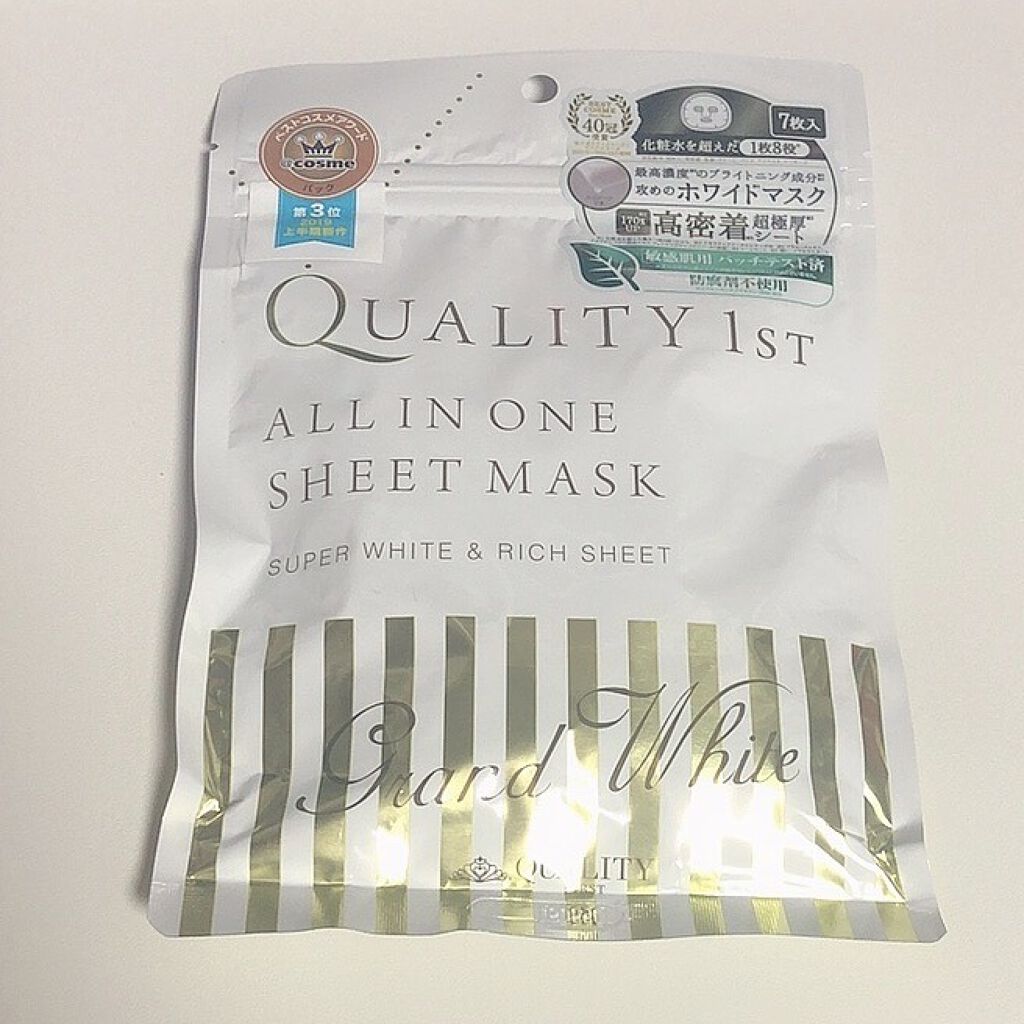 ベストコスメアワード
@cosme
パック
第3位
2019
上半期新作
BEST
COSME
40冠
7枚入
化粧水を超えた 1枚8役
最高濃度のブライトニング成分
攻めのホワイトマスク
170%
UP
高密着 超極厚
シート
敏感肌用 パッチテスト済
防腐剤不使用
QUALITY 1ST
ALL IN ONE
SHEET MASK
SUPER WHITE & RICH SHEET
Grand White
QUALITY
1ST